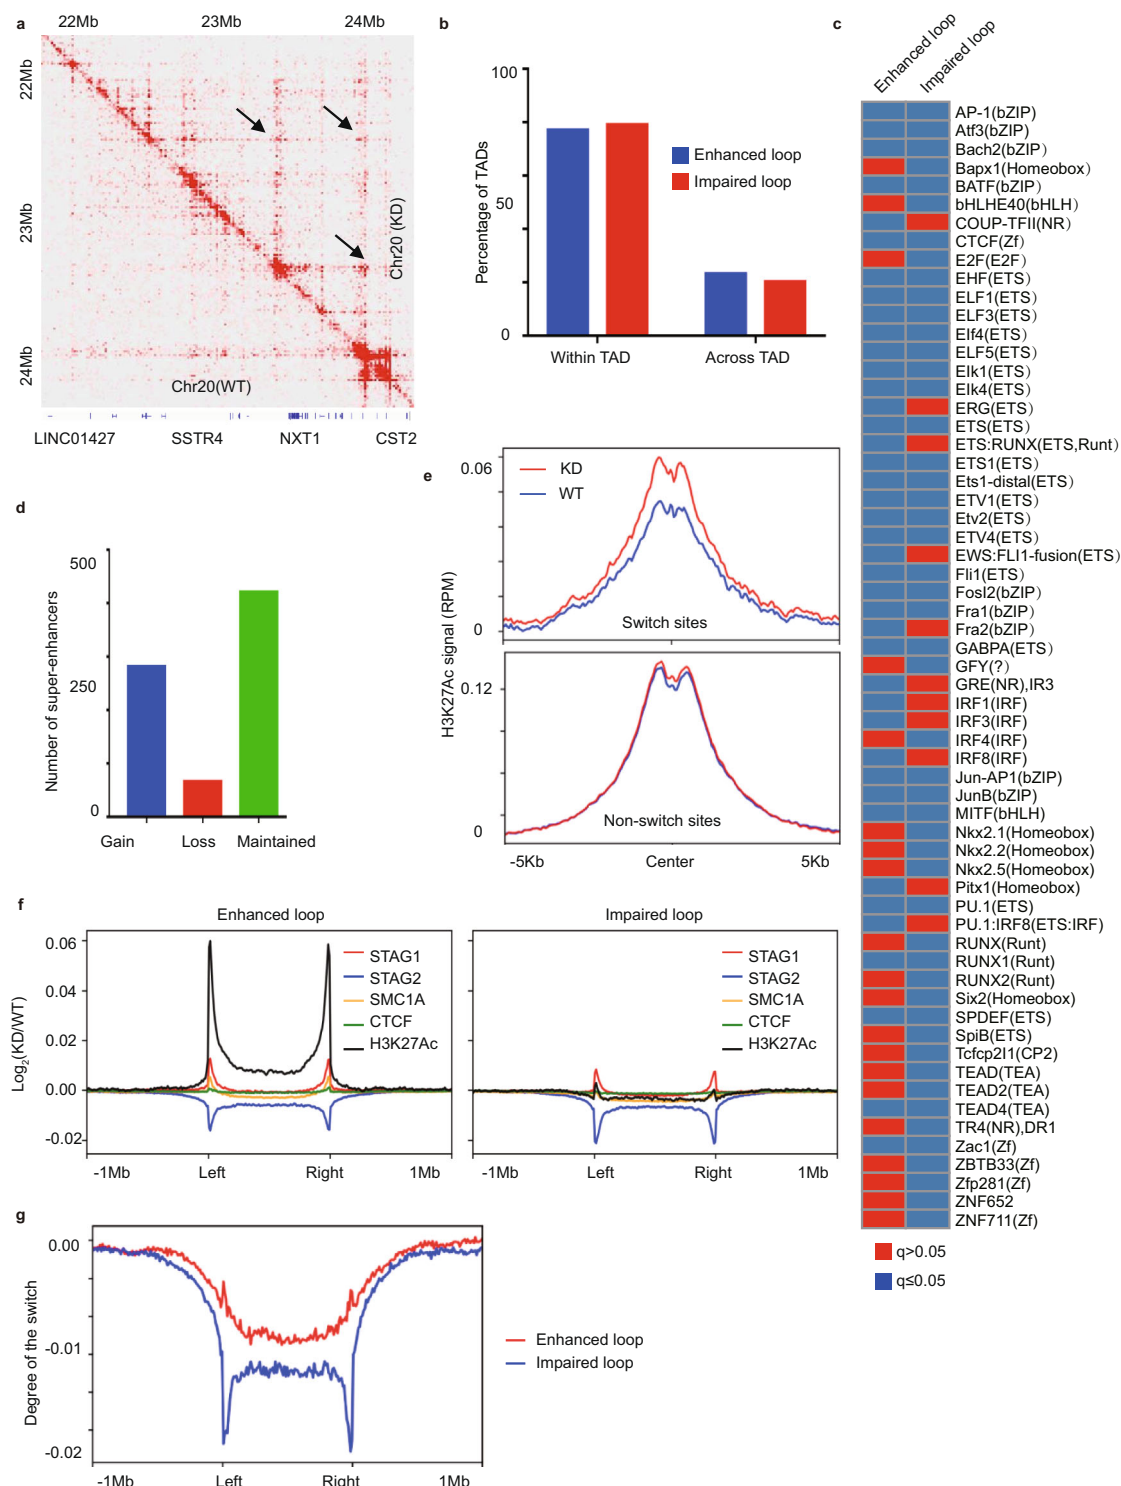 a
22Mb 23Mb 24Mb
22Mb
23Mb
24Mb
Chr20 (KD)
Chr20(WT)
LINC01427 SSTR4 NXT1 CST2
b
100
50
0
Percentage of TADs
Enhanced loop
Impaired loop
Within TAD Across TAD
c
Enhanced loop
Impaired loop
AP-1(bZIP)
Atf3(bZIP)
Bach2(bZIP)
Bapx1(Homeobox)
BATF(bZIP)
bHLHE40(bHLH)
COUP-TFII(NR)
CTCF(Zf)
E2F(E2F)
EHF(ETS)
ELF1(ETS)
ELF3(ETS)
Elf4(ETS)
ELF5(ETS)
Elk1(ETS)
Elk4(ETS)
ERG(ETS)
ETS(ETS)
ETS:RUNX(ETS,Runt)
ETS1(ETS)
Ets1-distal(ETS)
ETV1(ETS)
Etv2(ETS)
ETV4(ETS)
EWS:FLI1-fusion(ETS)
Fli1(ETS)
Fosl2(bZIP)
Fra1(bZIP)
Fra2(bZIP)
GABPA(ETS)
GFY(?)
GRE(NR),IR3
IRF1(IRF)
IRF3(IRF)
IRF4(IRF)
IRF8(IRF)
Jun-AP1(bZIP)
JunB(bZIP)
MITF(bHLH)
Nkx2.1(Homeobox)
Nkx2.2(Homeobox)
Nkx2.5(Homeobox)
Pitx1(Homeobox)
PU.1(ETS)
PU.1:IRF8(ETS:IRF)
RUNX(Runt)
RUNX1(Runt)
RUNX2(Runt)
Six2(Homeobox)
SPDEF(ETS)
SpiB(ETS)
Tcfcp2l1(CP2)
TEAD(TEA)
TEAD2(TEA)
TEAD4(TEA)
TR4(NR),DR1
Zac1(Zf)
ZBTB33(Zf)
Zfp281(Zf)
ZNF652
ZNF711(Zf)
q>0.05
q≤0.05
d
500
250
0
Number of super-enhancers
Gain Loss Maintained
e
0.06
0
KD
WT
Switch sites
H3K27Ac signal (RPM)
0.12
0
Non-switch sites
-5Kb Center 5Kb
f
Enhanced loop
0.06
0.04
0.02
0.00
-0.02
Log2(KD/WT)
STAG1
STAG2
SMC1A
CTCF
H3K27Ac
-1Mb Left Right 1Mb
Impaired loop
STAG1
STAG2
SMC1A
CTCF
H3K27Ac
-1Mb Left Right 1Mb
g
0.00
-0.01
-0.02
Degree of the switch
Enhanced loop
Impaired loop
-1Mb Left Right 1Mb